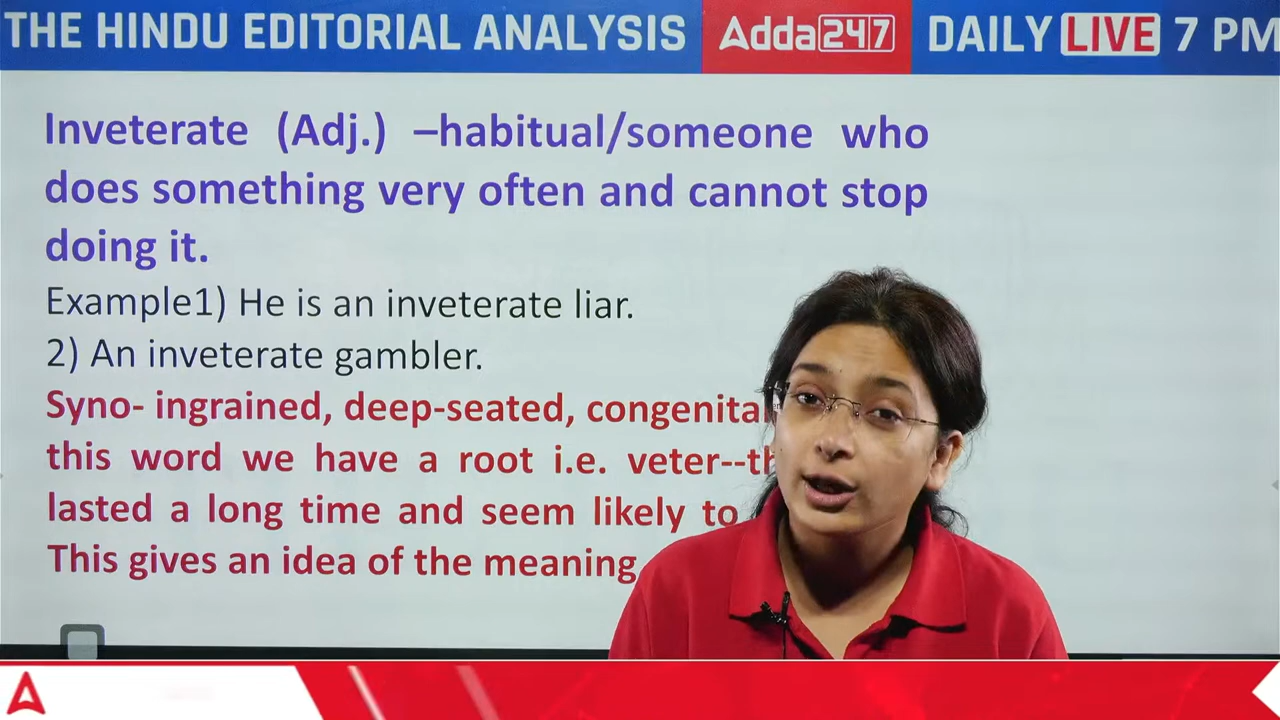 THE HINDU EDITORIAL ANALYSIS Adda247 DAILY LIVE 7 PM
Inveterate (Adj.) –habitual/someone who
does something very often and cannot stop
doing it.
Example1) He is an inveterate liar.
2) An inveterate gambler.
Syno- ingrained, deep-seated,
this word we have a root i.e. veter--
lasted a long time and seem likely to
This gives an idea of the meaning